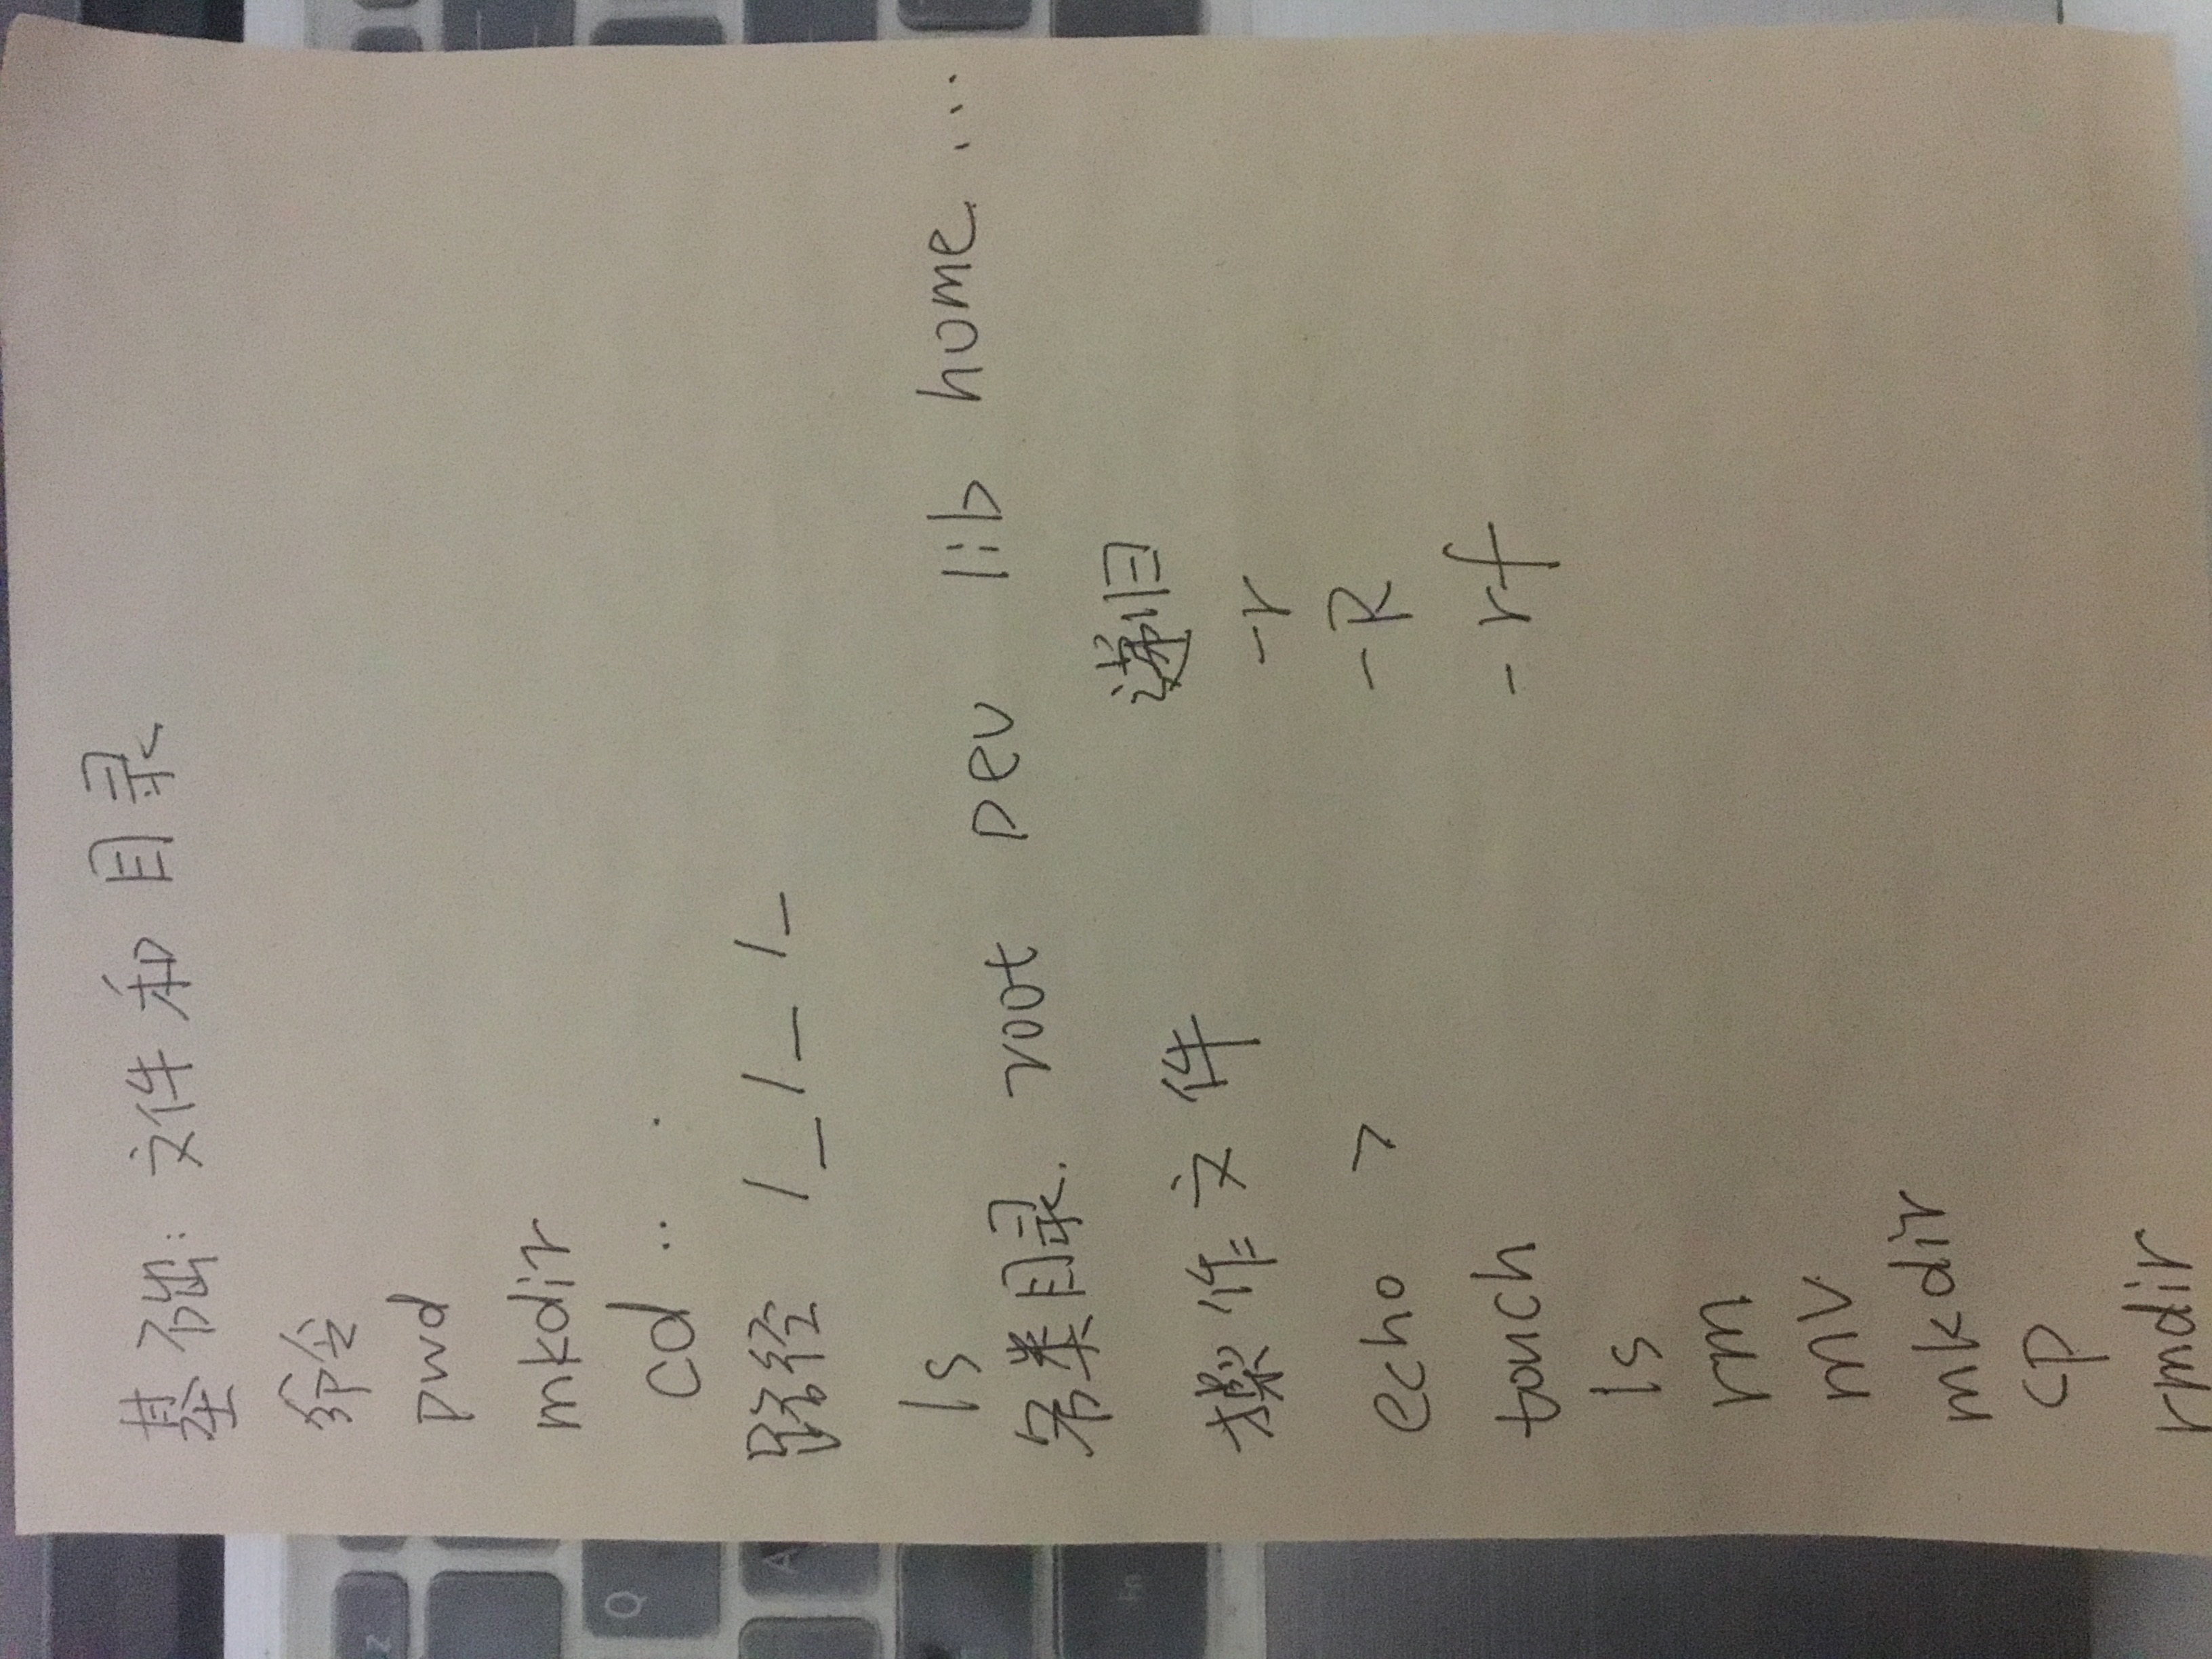 基础: 文件和目录
命令
pwd
mkdir
cd .. .
路径 /_/_/_
ls
各类目录. root Dev lib home ...
操作文件
echo >
touch
ls
rm
mv
mkdir
cp
rmdir
递归
-r
-R
-rf
Z
Q
A
Fn